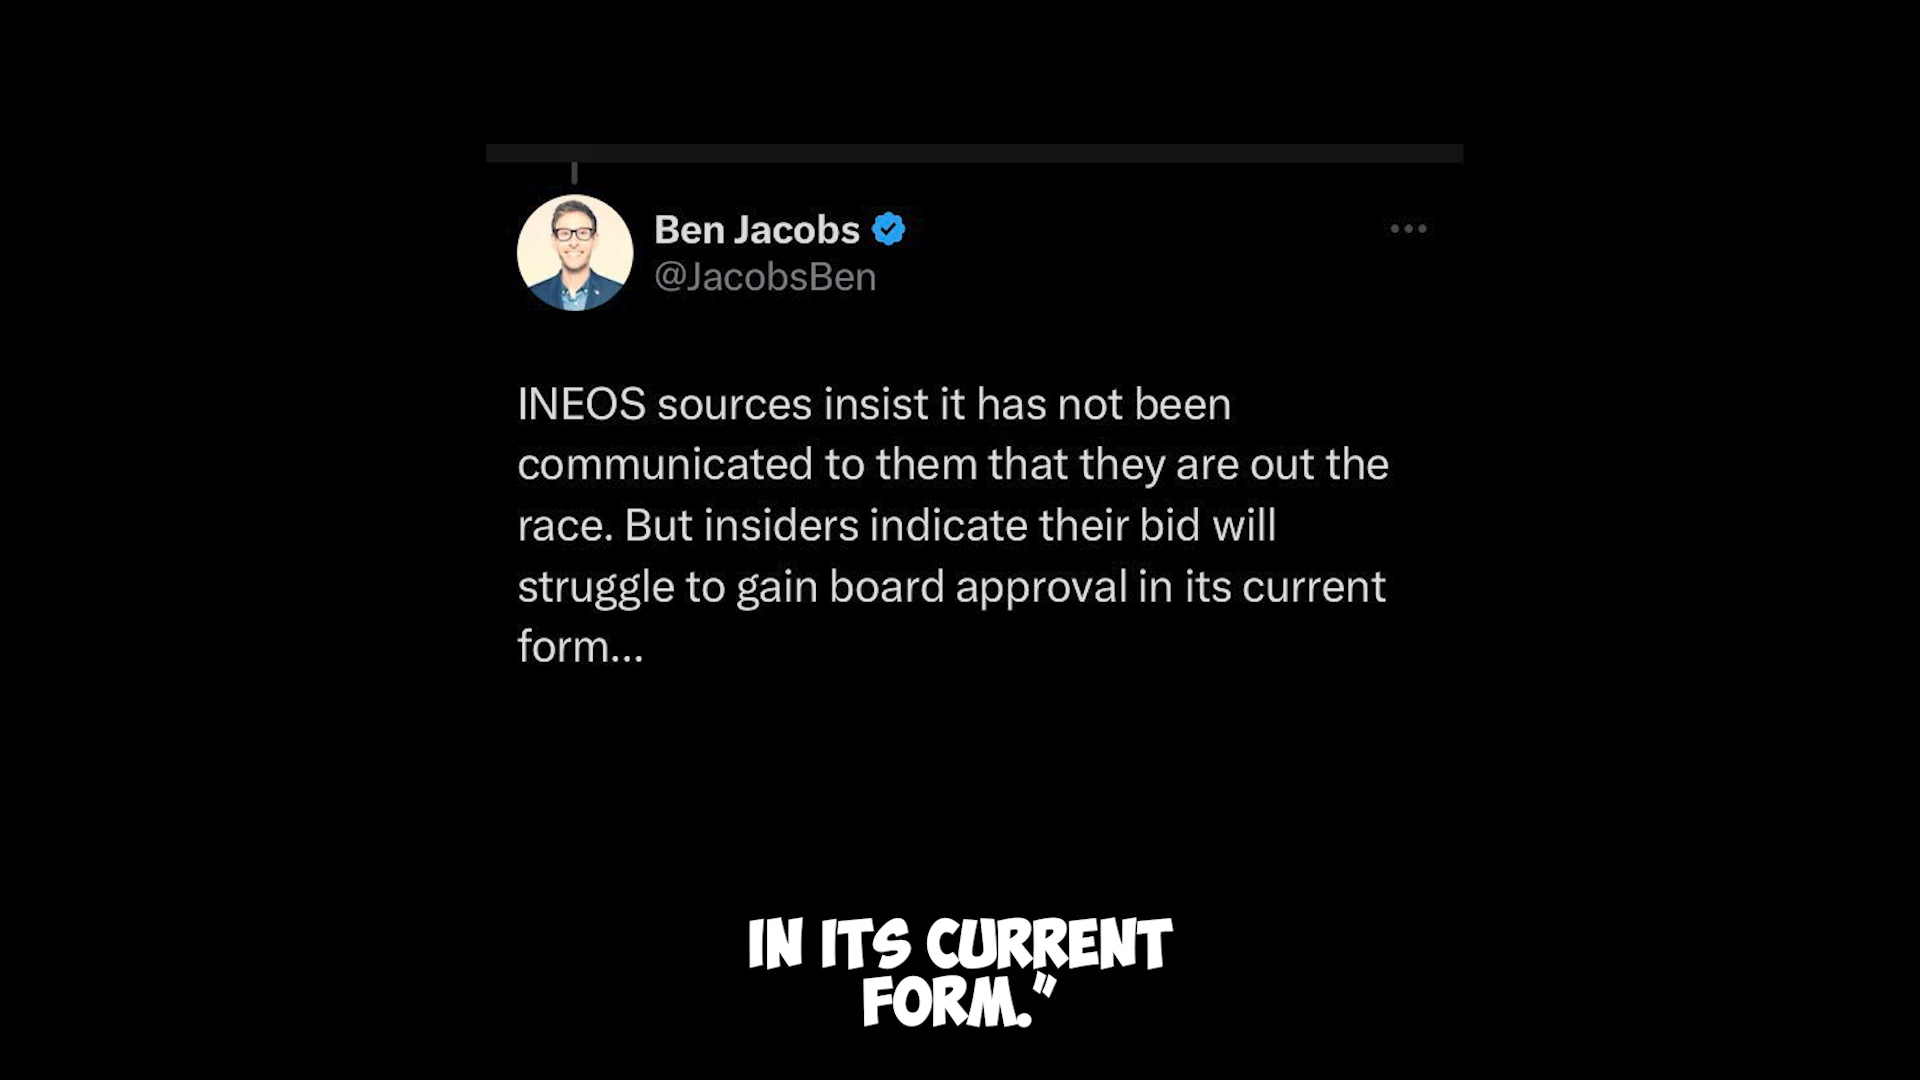 Ben Jacobs
@JacobsBen
INEOS sources insist it has not been
communicated to them that they are out the
race. But insiders indicate their bid will
struggle to gain board approval in its current
form...
IN ITS CURRENT
FORM."